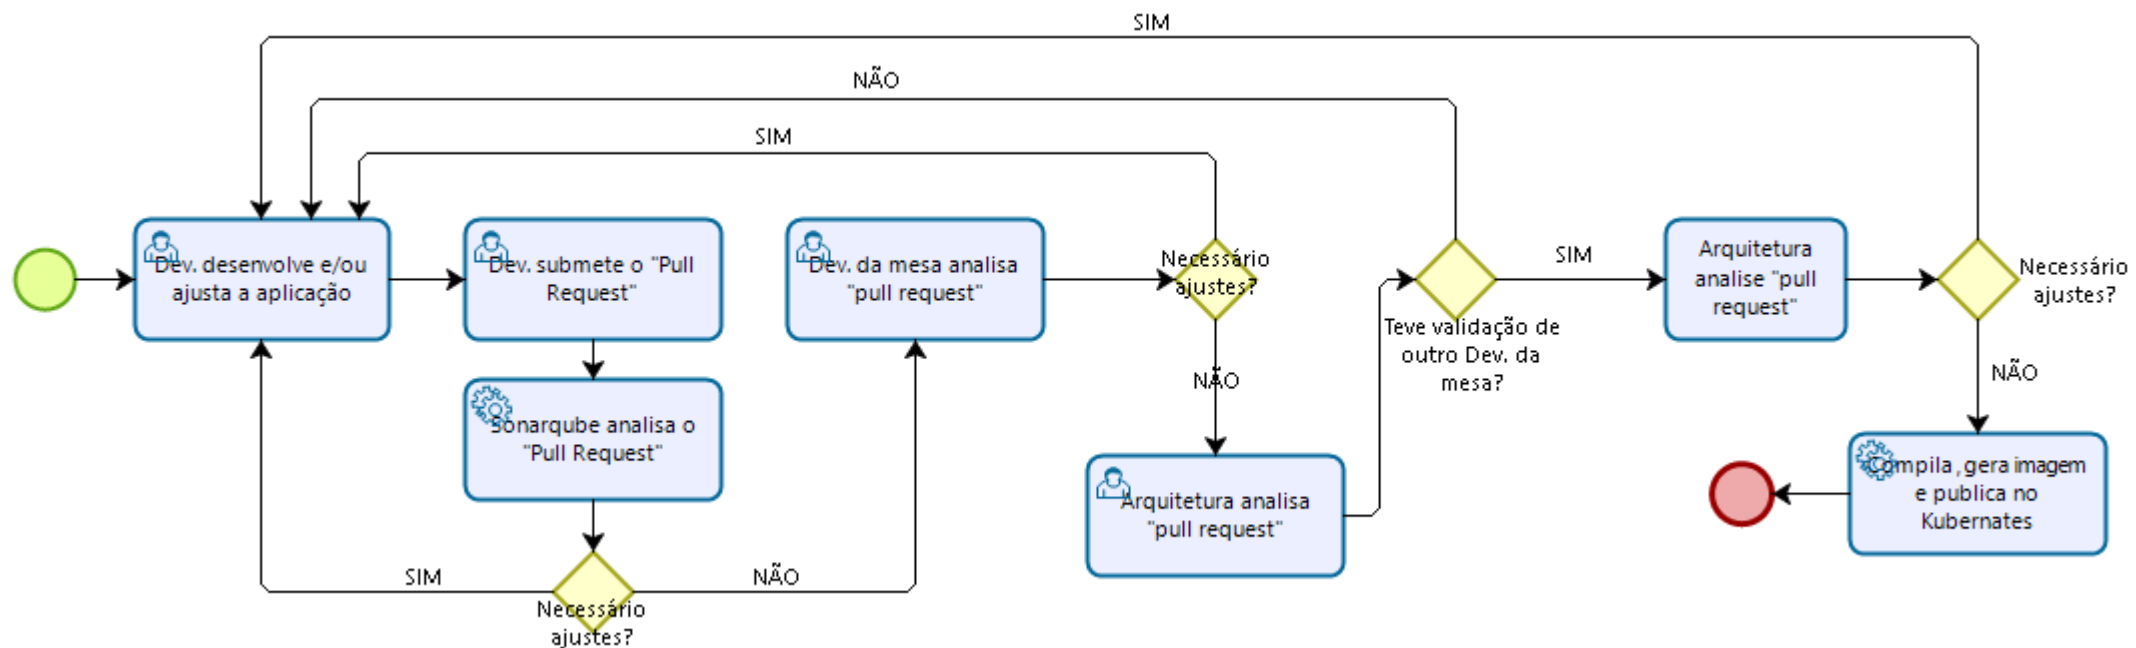 SIM
NÃO
SIM
Dev. desenvolve e/ou
ajusta a aplicação
Dev. submete o "Pull
Request"
Dev. da mesa analisa
"pull request"
Necessário
ajustes?
SIM
Arquitetura
analise "pull
request"
Necessário
ajustes?
Teve validação de
outro Dev. da
mesa?
NÃO
NÃO
Sonarqube analisa o
"Pull Request"
Arquitetura analisa
"pull request"
Compila, gera imagem
e publica no
Kubernates
SIM
NÃO
Necessário
ajustes?